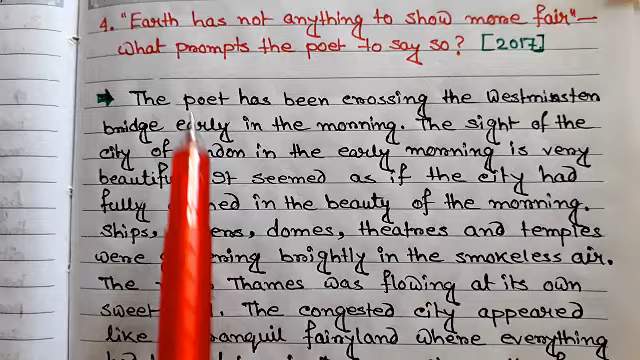 4. "Earth has not anything to show more fair"—
what prompts the poet to say so? [2017]
➡ The poet has been crossing the Westminster
bridge early in the morning. The sight of the
city of London in the early morning is very
It seemed as if the city had
fully in the beauty of the morning.
Ships, domes, theatres and temples
were brightly in the smokeless air.
The Thames was flowing at its own
sweet The congested city appeared
like tranquil fairyland where everything